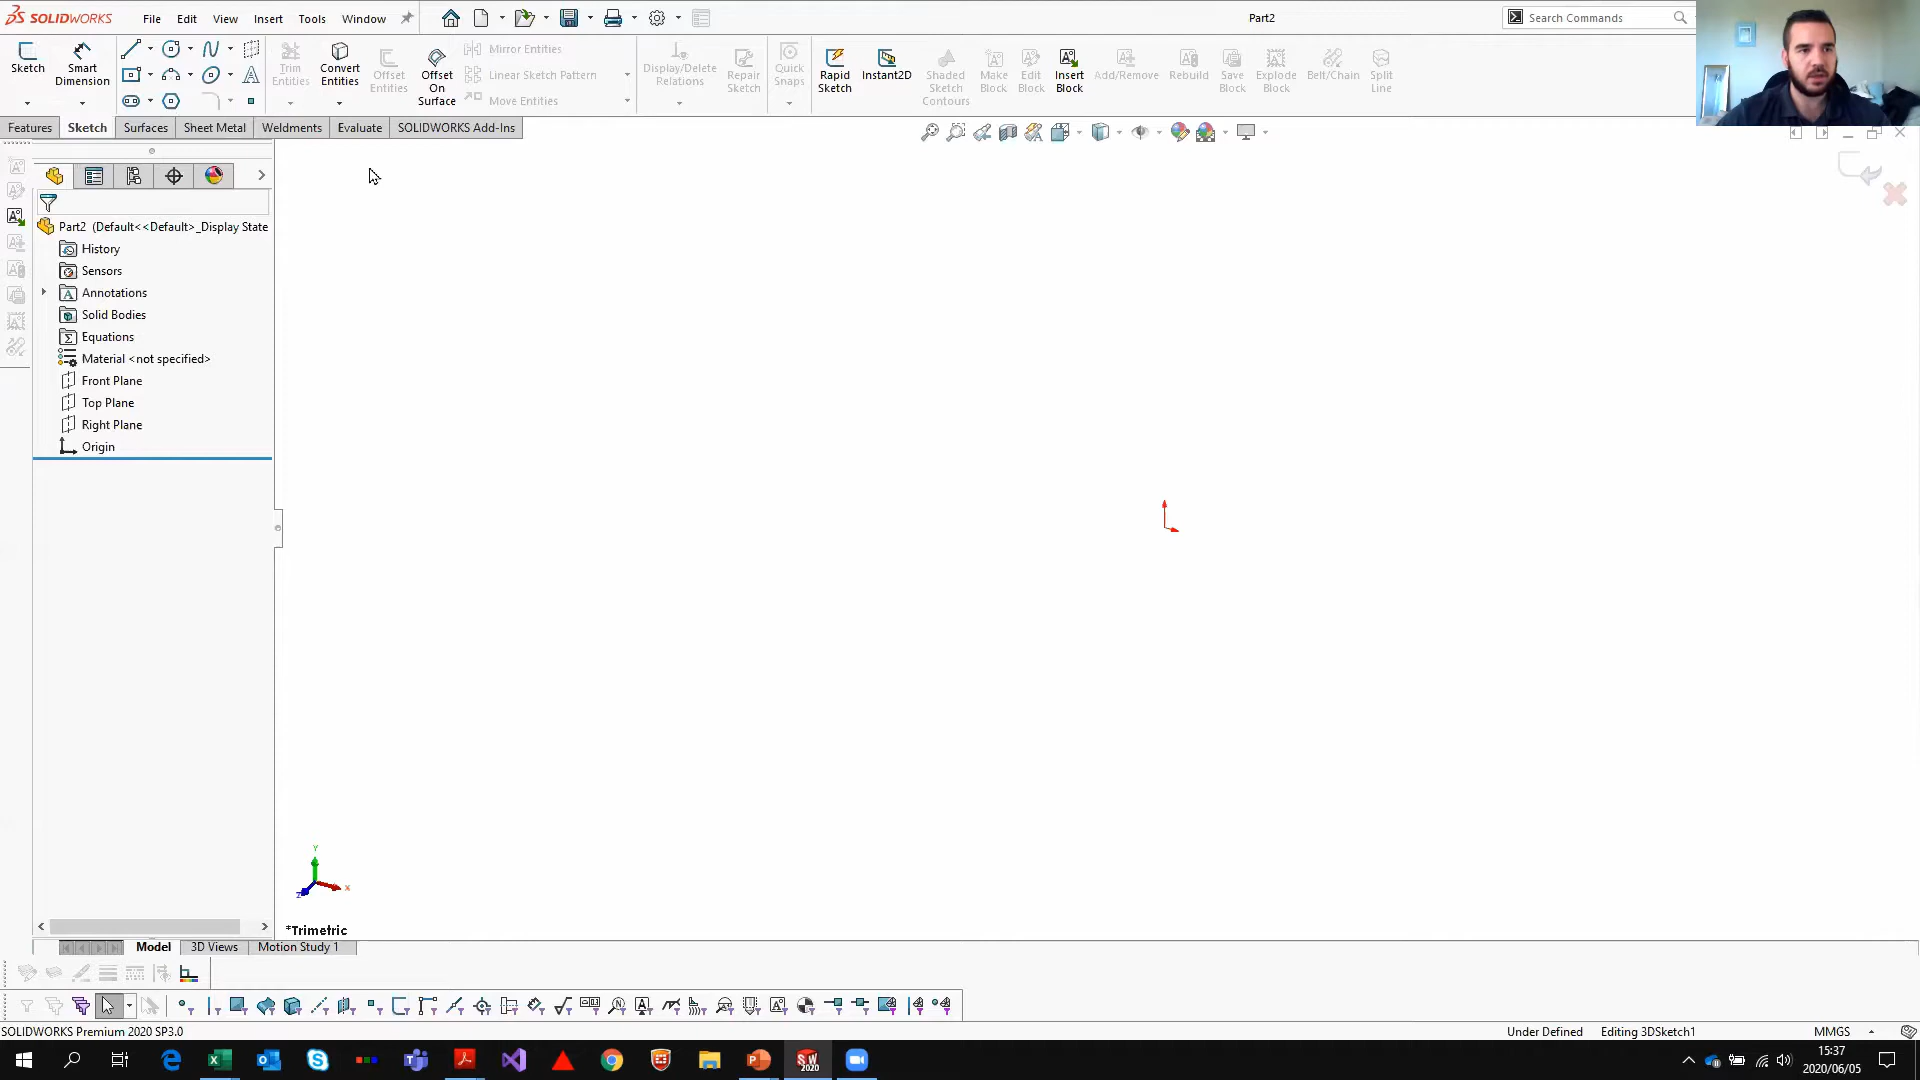 SOLIDWORKS File Edit View Insert Tools Window Part2 Search Commands
Sketch Smart Dimension Trim Entities Convert Entities Offset Entities Offset On Surface Mirror Entities Linear Sketch Pattern Move Entities Display/Delete Relations Repair Sketch Quick Snaps Rapid Sketch Instant2D Shaded Sketch Contours Make Block Edit Block Insert Block Add/Remove Rebuild Save Block Explode Block Belt/Chain Split Line
Features Sketch Surfaces Sheet Metal Weldments Evaluate SOLIDWORKS Add-Ins
Part2 (Default<<Default>_Display State
History
Sensors
Annotations
Solid Bodies
Equations
Material <not specified>
Front Plane
Top Plane
Right Plane
Origin
Y
X
Z
*Trimetric
Model 3D Views Motion Study 1
SOLIDWORKS Premium 2020 SP3.0 Under Defined Editing 3DSketch1 MMGS
15:37
2020/06/05